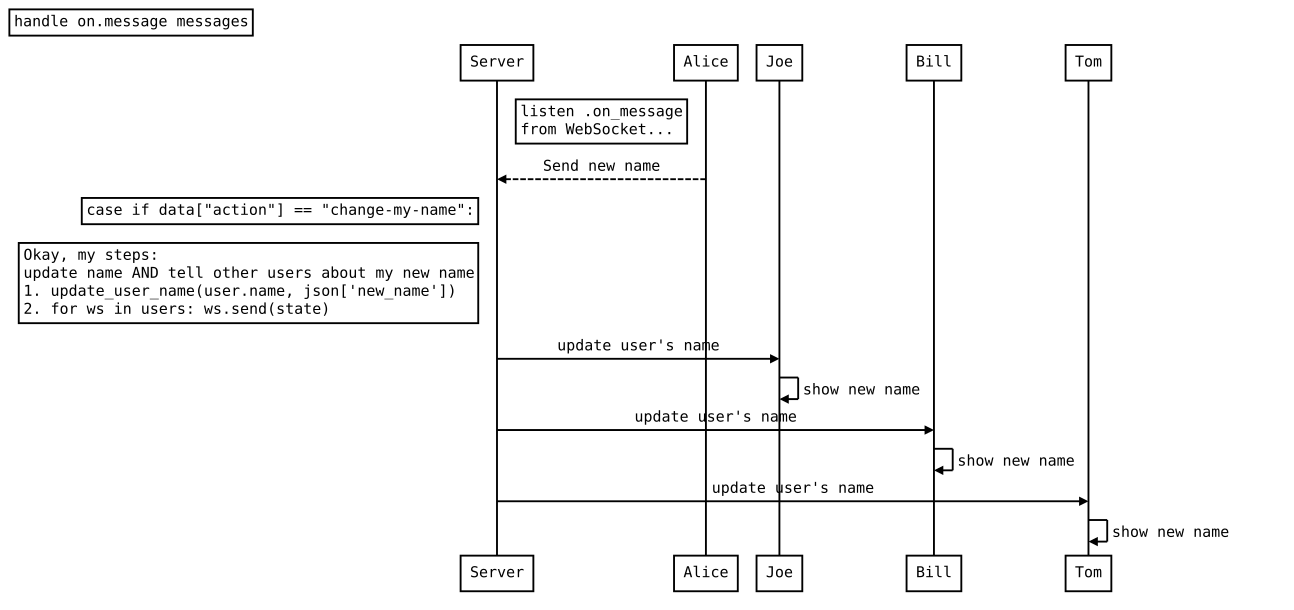 handle on.message messages
Server
Alice
Joe
Bill
Tom
listen .on_message
from WebSocket...
Send new name
case if data["action"] == "change-my-name":
Okay, my steps:
update name AND tell other users about my new name
1. update_user_name(user.name, json['new_name'])
2. for ws in users: ws.send(state)
update user's name
show new name
update user's name
show new name
update user's name
show new name
Server
Alice
Joe
Bill
Tom